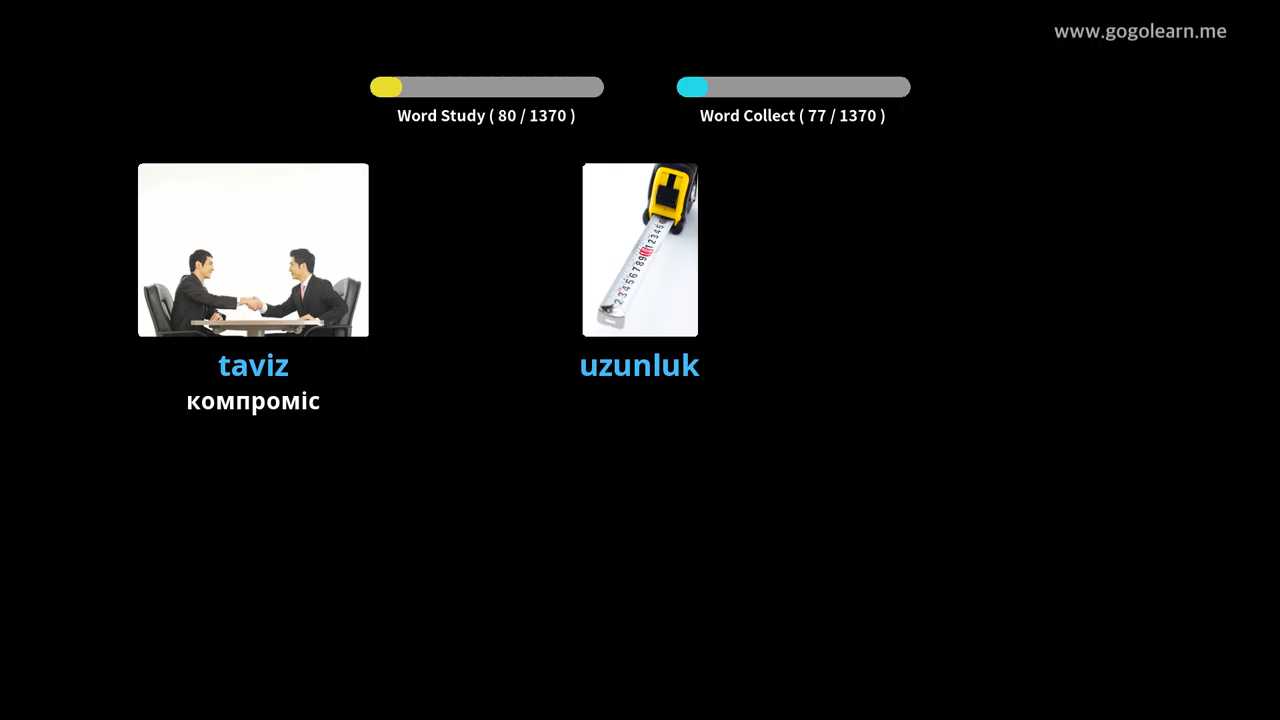 www.gogolearn.me
Word Study ( 80 / 1370 )
Word Collect ( 77 / 1370 )
taviz
компроміс
uzunluk